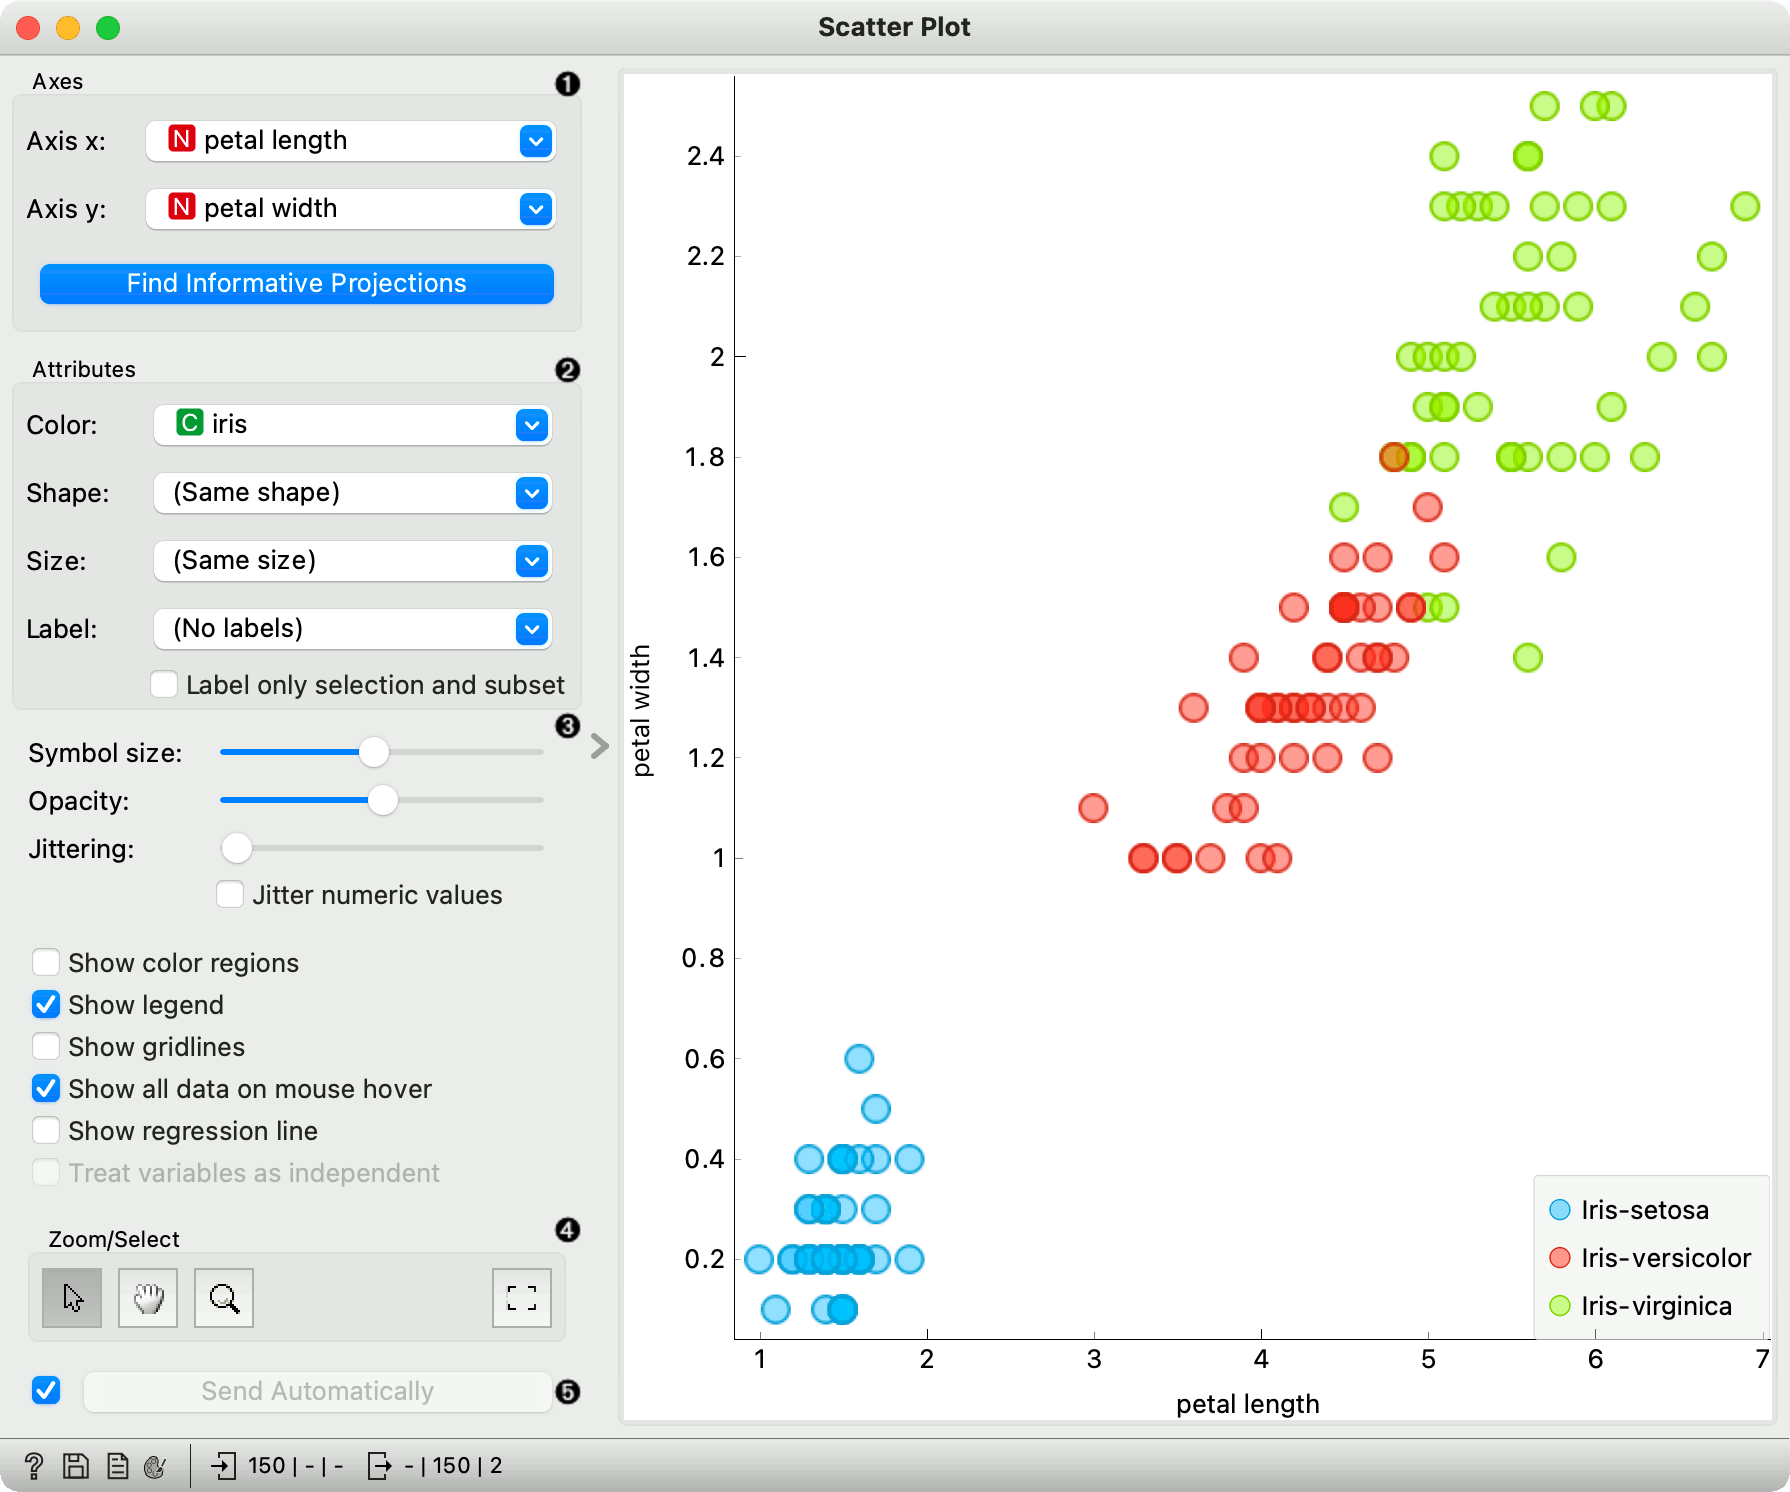 Scatter Plot
Axes
❶
Axis x:
N petal length
Axis y:
N petal width
Find Informative Projections
Attributes
❷
Color:
C iris
Shape:
(Same shape)
Size:
(Same size)
Label:
(No labels)
Label only selection and subset
❸
Symbol size:
Opacity:
Jittering:
Jitter numeric values
Show color regions
Show legend
Show gridlines
Show all data on mouse hover
Show regression line
Treat variables as independent
Zoom/Select
❹
Send Automatically
❺
? 150 | - | - - | 150 | 2
petal width
2.4
2.2
2
1.8
1.6
1.4
1.2
1
0.8
0.6
0.4
0.2
1 2 3 4 5 6 7
petal length
Iris-setosa
Iris-versicolor
Iris-virginica